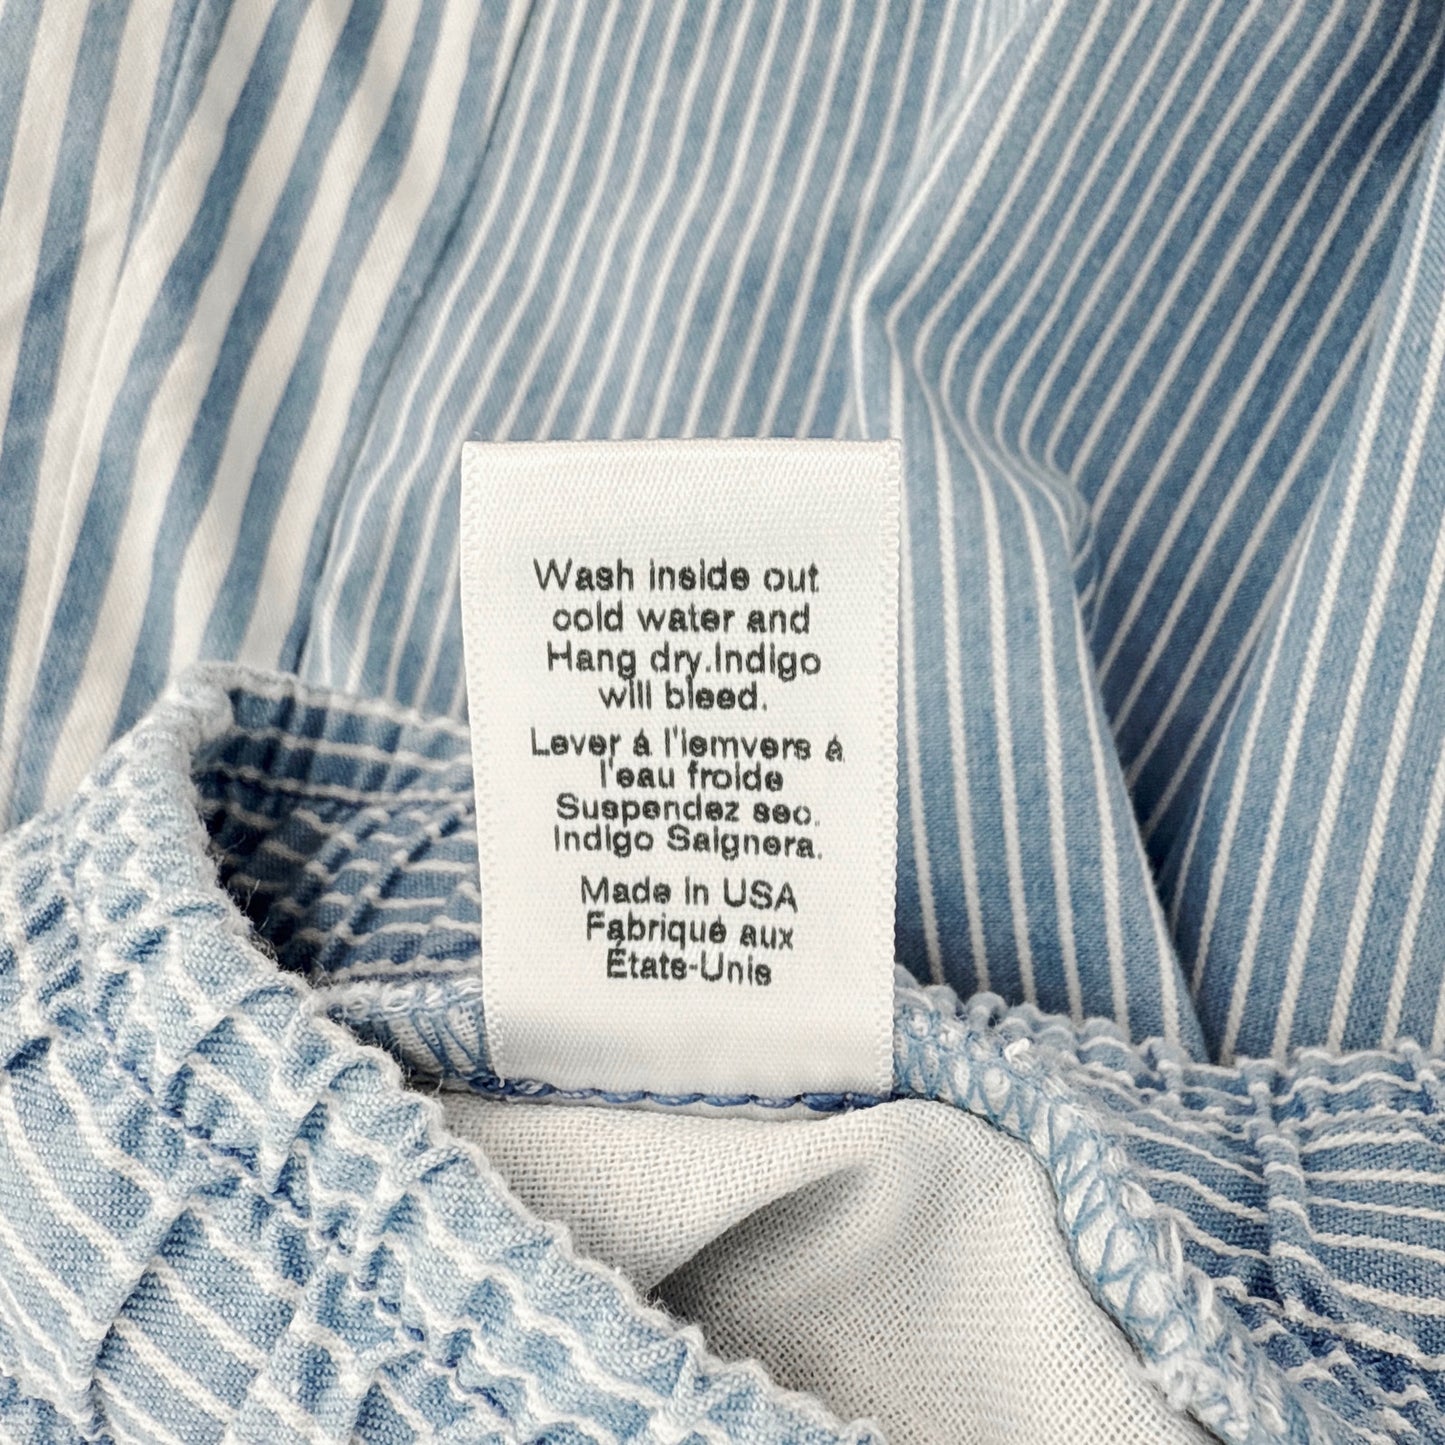 Wash inside out
cold water and
Hang dry.Indigo
will bleed.
Lever á l'iemvers á
l'eau froide
Suspendez sec.
Indigo Saignera.
Made in USA
Fabriqué aux
États-Unis